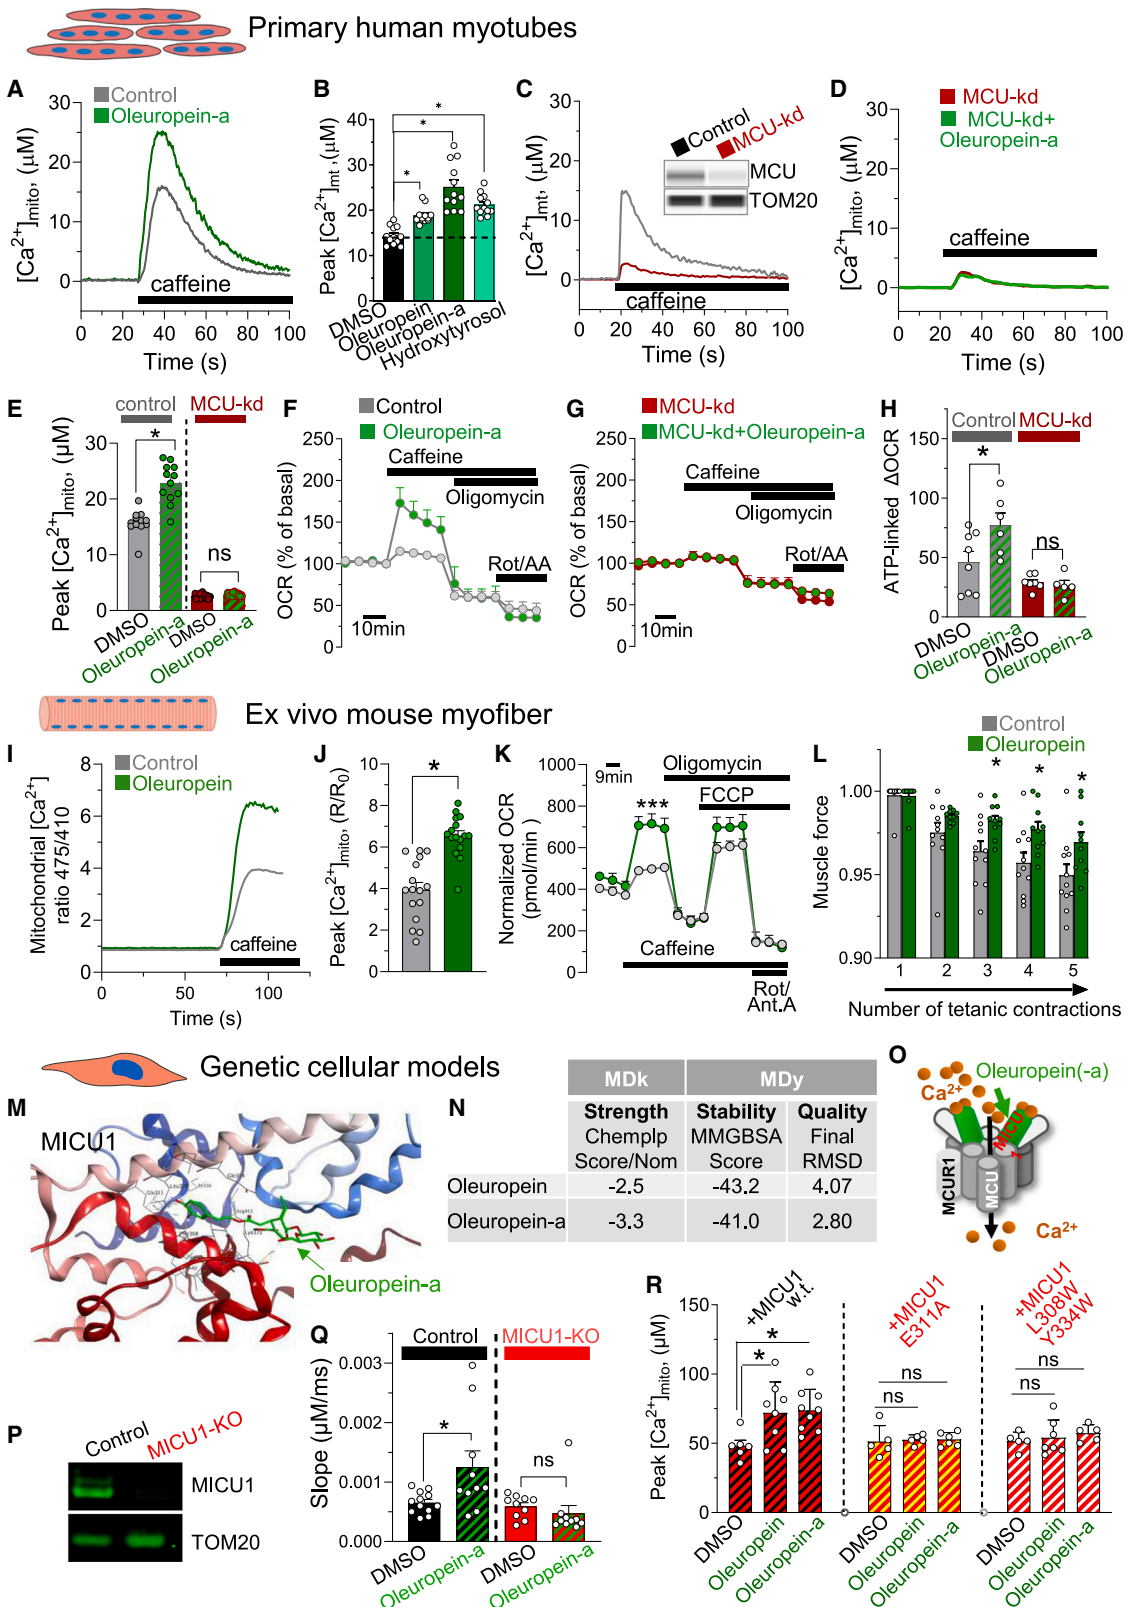 Primary human myotubes
A
Control
Oleuropein-a
[Ca2+]mito, (μM)
30
25
15
5
0
caffeine
0 20 40 60 80 100
Time (s)
B
Peak [Ca2+]mt, (μM)
40
30
20
10
0
* * *
DMSO
Oleuropein
Oleuropein-a
Hydroxytyrosol
C
Control
MCU-kd
MCU
TOM20
[Ca2+]mt, (μM)
30
25
15
5
0
caffeine
0 20 40 60 80 100
Time (s)
D
MCU-kd
MCU-kd+
Oleuropein-a
[Ca2+]mito, (μM)
30
25
15
5
0
caffeine
0 20 40 60 80 100
Time (s)
E
control
MCU-kd
Peak [Ca2+]mito, (μM)
30
20
10
0
*
ns
DMSO
Oleuropein-a
DMSO
Oleuropein-a
F
Control
Oleuropein-a
OCR (% of basal)
250
200
150
100
50
0
Caffeine
Oligomycin
Rot/AA
10min
G
MCU-kd
MCU-kd+Oleuropein-a
OCR (% of basal)
250
200
150
100
50
0
Caffeine
Oligomycin
Rot/AA
10min
H
Control
MCU-kd
ATP-linked ΔOCR
150
100
75
50
25
0
*
ns
DMSO
Oleuropein-a
DMSO
Oleuropein-a
Ex vivo mouse myofiber
I
Control
Oleuropein
Mitochondrial [Ca2+]
ratio 475/410
8
6
4
2
0
caffeine
0 50 100
Time (s)
J
Peak [Ca2+]mito, (R/R0)
10
8
6
4
2
0
*
K
9min
Normalized OCR
(pmol/min )
1000
800
600
400
200
0
Oligomycin
FCCP
***
Caffeine
Rot/
Ant.A
L
Control
Oleuropein
Muscle force
1.00
0.95
0.90
* * *
1 2 3 4 5
Number of tetanic contractions
Genetic cellular models
M
MICU1
Oleuropein-a
N
MDk MDy
Strength Stability Quality
Chemplp MMGBSA Final
Score/Nom Score RMSD
Oleuropein -2.5 -43.2 4.07
Oleuropein-a -3.3 -41.0 2.80
O
Oleuropein(-a)
Ca2+
MICU
1
MCUR1
MCU
Ca2+
P
Control
MICU1-KO
MICU1
TOM20
Q
Control
MICU1-KO
Slope (μM/ms)
0.003
0.002
0.001
0.000
*
ns
DMSO
Oleuropein-a
DMSO
Oleuropein-a
R
+MICU1
w.t.
+MICU1
E311A
+MICU1
L308W
Y334W
Peak [Ca2+]mito, (μM)
150
100
50
0
*
*
ns
ns
ns
ns
DMSO
Oleuropein
Oleuropein-a
DMSO
Oleuropein
Oleuropein-a
DMSO
Oleuropein
Oleuropein-a